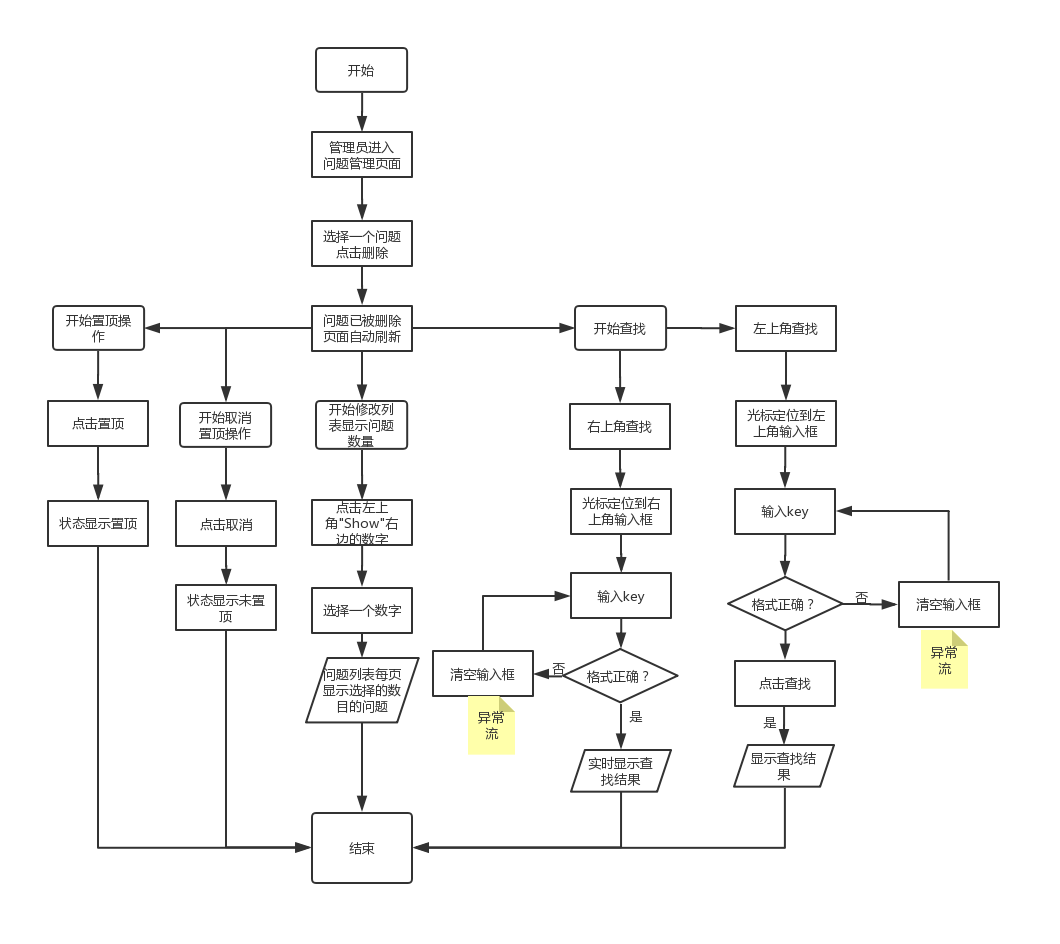 开始
管理员进入
问题管理页面
选择一个问题
点击删除
开始置顶操
作
问题已被删除
页面自动刷新
开始查找
左上角查找
点击置顶
开始取消
置顶操作
开始修改列
表显示问题
数量
右上角查找
光标定位到左
上角输入框
状态显示置顶
点击取消
点击左上
角"Show"右
边的数字
光标定位到右
上角输入框
输入key
状态显示未置
顶
选择一个数字
输入key
格式正确？
否
清空输入框
异常
流
问题列表每页
显示选择的数
目的问题
清空输入框
否
格式正确？
点击查找
异常
流
是
是
实时显示查
找结果
显示查找结
果
结束